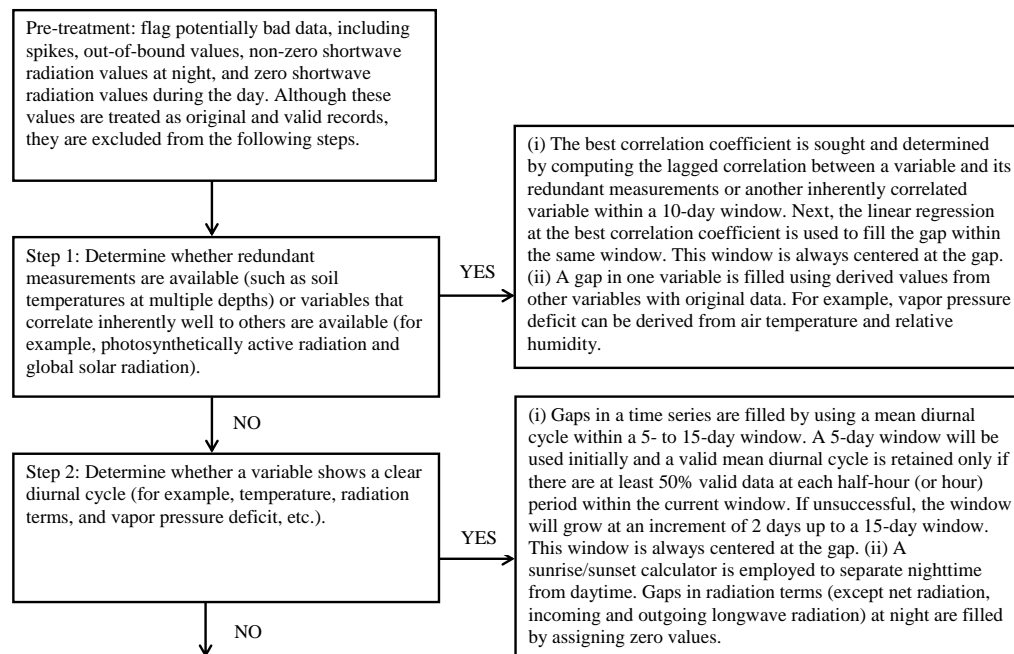 Pre-treatment: flag potentially bad data, including
spikes, out-of-bound values, non-zero shortwave
radiation values at night, and zero shortwave
radiation values during the day. Although these
values are treated as original and valid records,
they are excluded from the following steps.
Step 1: Determine whether redundant
measurements are available (such as soil
temperatures at multiple depths) or variables that
correlate inherently well to others are available (for
example, photosynthetically active radiation and
global solar radiation).
YES
(i) The best correlation coefficient is sought and determined
by computing the lagged correlation between a variable and its
redundant measurements or another inherently correlated
variable within a 10-day window. Next, the linear regression
at the best correlation coefficient is used to fill the gap within
the same window. This window is always centered at the gap.
(ii) A gap in one variable is filled using derived values from
other variables with original data. For example, vapor pressure
deficit can be derived from air temperature and relative
humidity.
NO
Step 2: Determine whether a variable shows a clear
diurnal cycle (for example, temperature, radiation
terms, and vapor pressure deficit, etc.).
YES
(i) Gaps in a time series are filled by using a mean diurnal
cycle within a 5- to 15-day window. A 5-day window will be
used initially and a valid mean diurnal cycle is retained only if
there are at least 50% valid data at each half-hour (or hour)
period within the current window. If unsuccessful, the window
will grow at an increment of 2 days up to a 15-day window.
This window is always centered at the gap. (ii) A
sunrise/sunset calculator is employed to separate nighttime
from daytime. Gaps in radiation terms (except net radiation,
incoming and outgoing longwave radiation) at night are filled
by assigning zero values.
NO